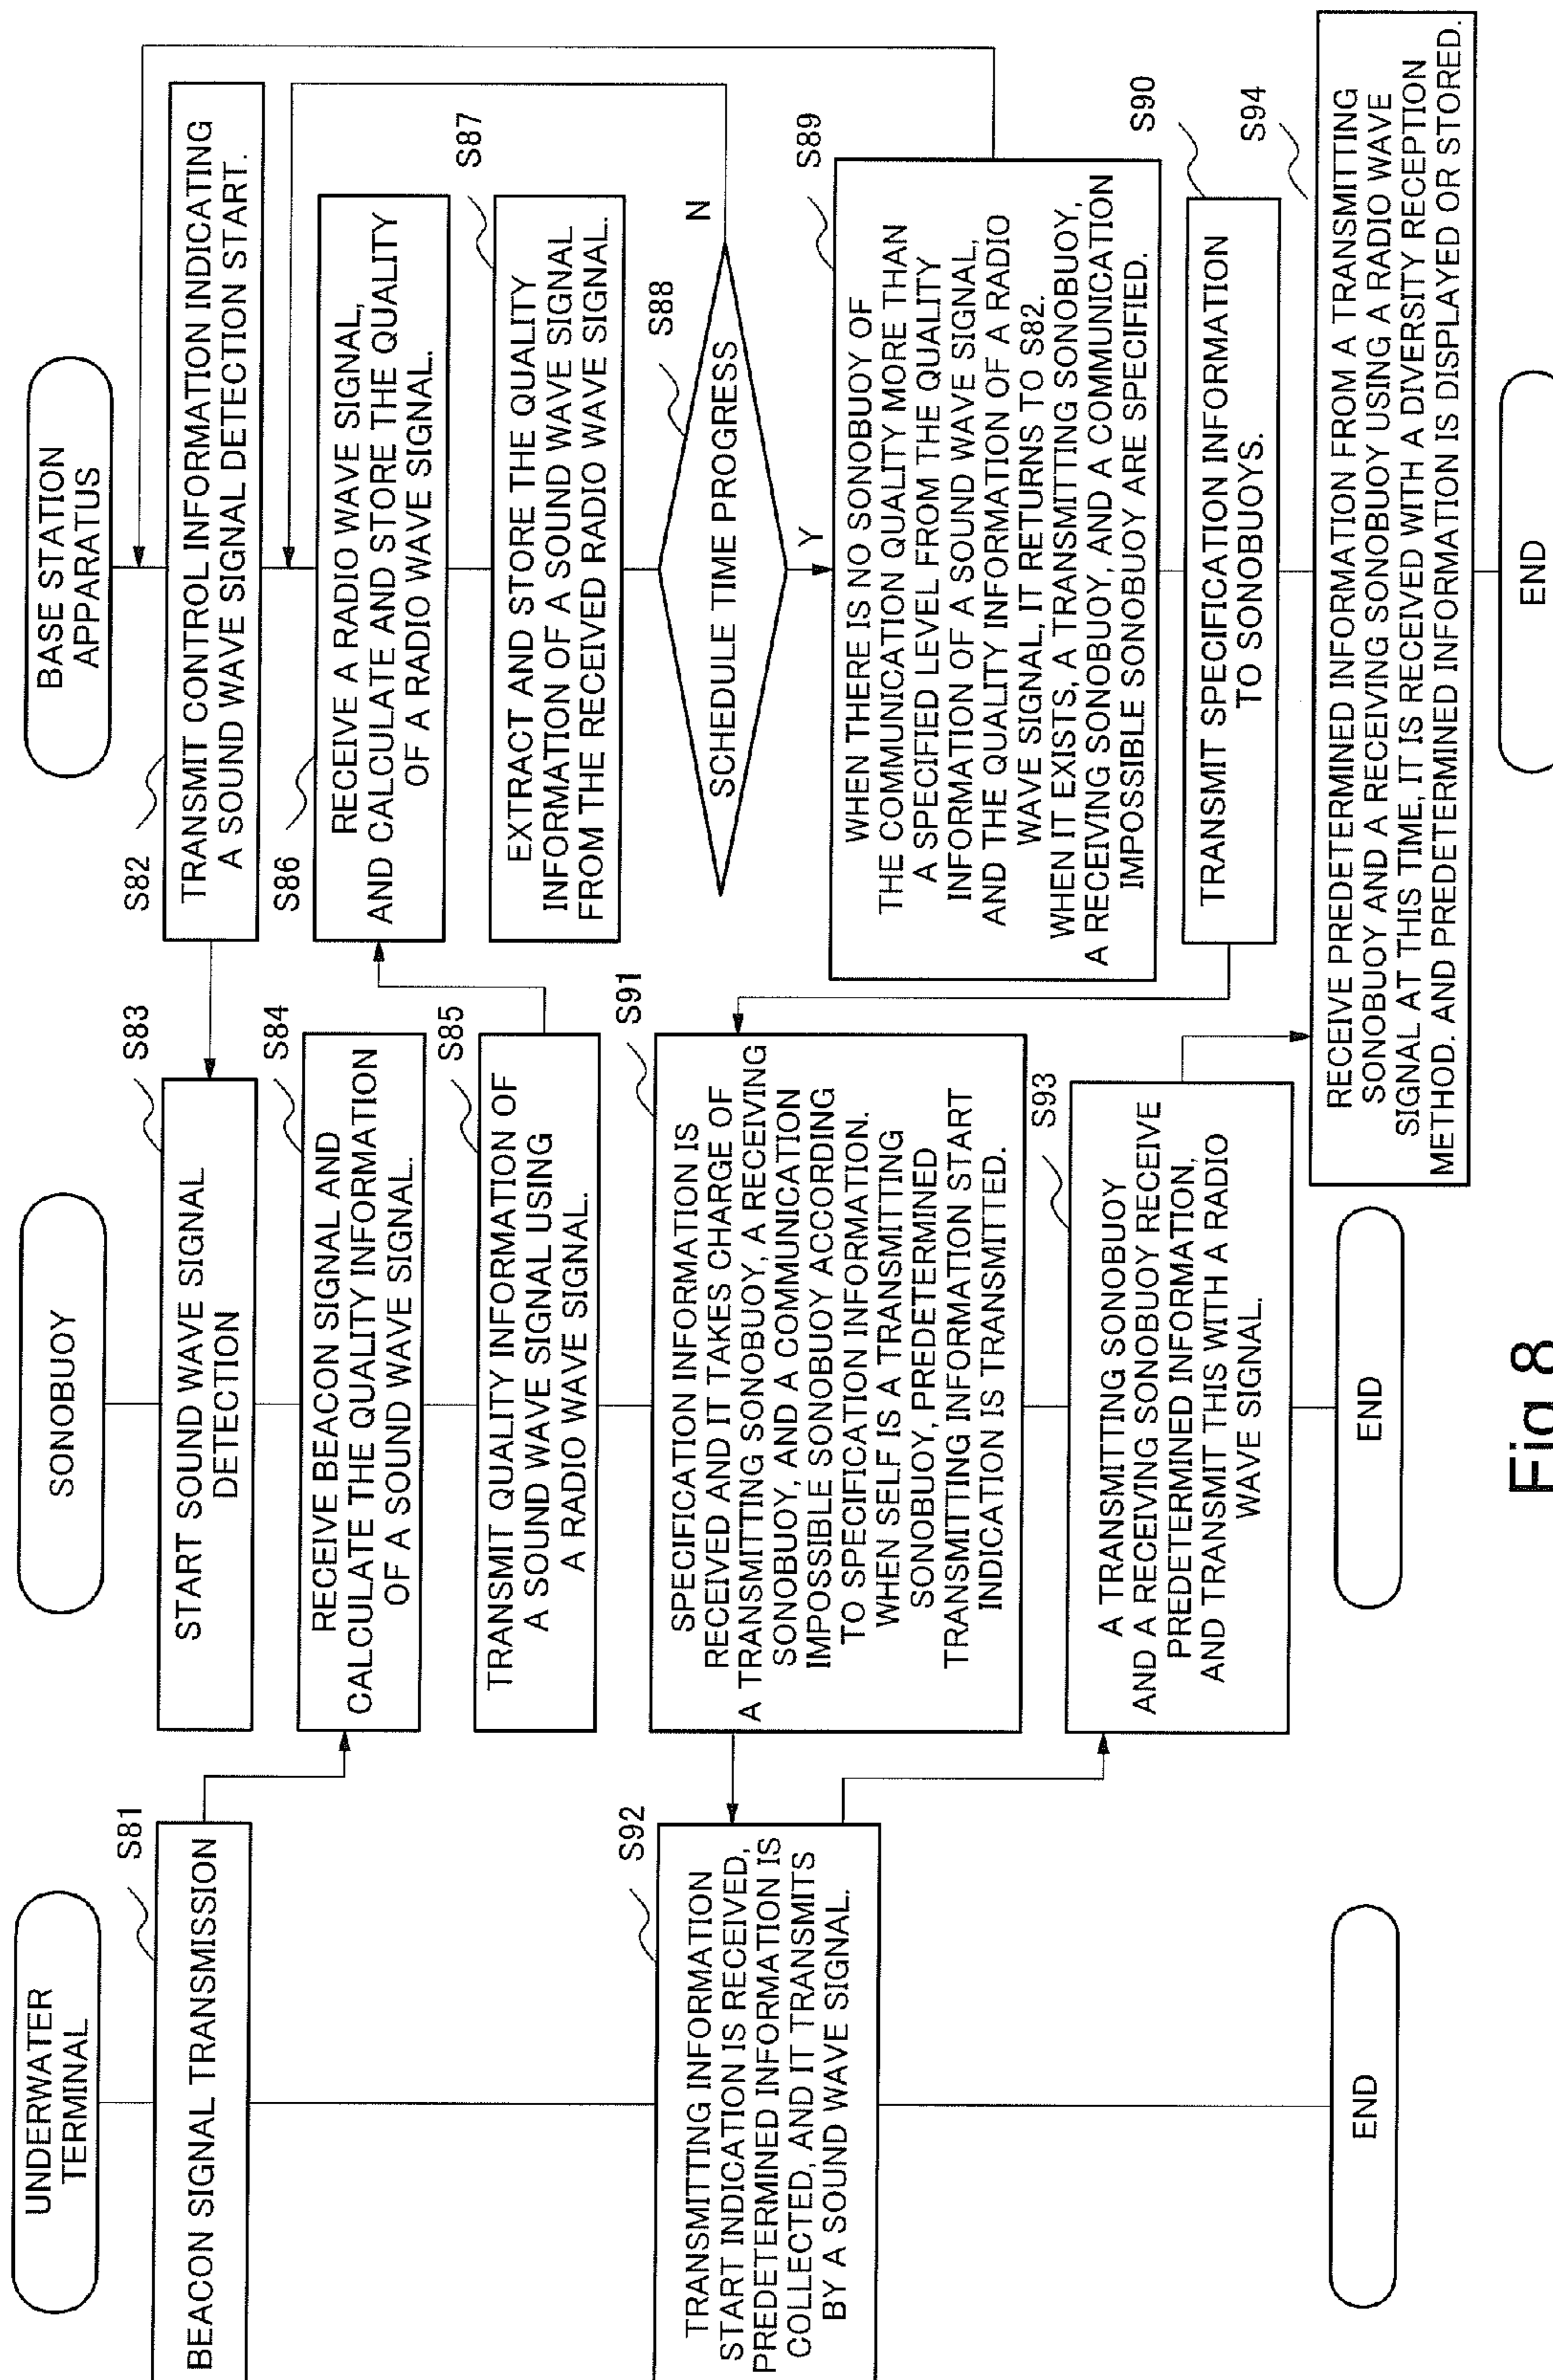 UNDERWATER
TERMINAL
S81
BEACON SIGNAL TRANSMISSION
S92
TRANSMITTING INFORMATION
START INDICATION IS RECEIVED,
PREDETERMINED INFORMATION IS
COLLECTED, AND IT TRANSMITS
BY A SOUND WAVE SIGNAL.
END
SONOBUOY
S83
START SOUND WAVE SIGNAL
DETECTION
S84
RECEIVE BEACON SIGNAL AND
CALCULATE THE QUALITY INFORMATION
OF A SOUND WAVE SIGNAL.
S85
TRANSMIT QUALITY INFORMATION OF
A SOUND WAVE SIGNAL USING
A RADIO WAVE SIGNAL.
S91
SPECIFICATION INFORMATION IS
RECEIVED AND IT TAKES CHARGE OF
A TRANSMITTING SONOBUOY, A RECEIVING
SONOBUOY, AND A COMMUNICATION
IMPOSSIBLE SONOBUOY ACCORDING
TO SPECIFICATION INFORMATION.
WHEN SELF IS A TRANSMITTING
SONOBUOY, PREDETERMINED
TRANSMITTING INFORMATION START
INDICATION IS TRANSMITTED.
S93
A TRANSMITTING SONOBUOY
AND A RECEIVING SONOBUOY RECEIVE
PREDETERMINED INFORMATION,
AND TRANSMIT THIS WITH A RADIO
WAVE SIGNAL.
END
BASE STATION
APPARATUS
S82
TRANSMIT CONTROL INFORMATION INDICATING
A SOUND WAVE SIGNAL DETECTION START.
S86
RECEIVE A RADIO WAVE SIGNAL,
AND CALCULATE AND STORE THE QUALITY
OF A RADIO WAVE SIGNAL.
S87
EXTRACT AND STORE THE QUALITY
INFORMATION OF A SOUND WAVE SIGNAL
FROM THE RECEIVED RADIO WAVE SIGNAL.
S88
SCHEDULE TIME PROGRESS
N
Y
S89
WHEN THERE IS NO SONOBUOY OF
THE COMMUNICATION QUALITY MORE THAN
A SPECIFIED LEVEL FROM THE QUALITY
INFORMATION OF A SOUND WAVE SIGNAL,
AND THE QUALITY INFORMATION OF A RADIO
WAVE SIGNAL, IT RETURNS TO S82.
WHEN IT EXISTS, A TRANSMITTING SONOBUOY,
A RECEIVING SONOBUOY, AND A COMMUNICATION
IMPOSSIBLE SONOBUOY ARE SPECIFIED.
S90
TRANSMIT SPECIFICATION INFORMATION
TO SONOBUOYS.
S94
RECEIVE PREDETERMINED INFORMATION FROM A TRANSMITTING
SONOBUOY AND A RECEIVING SONOBUOY USING A RADIO WAVE
SIGNAL AT THIS TIME, IT IS RECEIVED WITH A DIVERSITY RECEPTION
METHOD. AND PREDETERMINED INFORMATION IS DISPLAYED OR STORED.
END
Fig.8